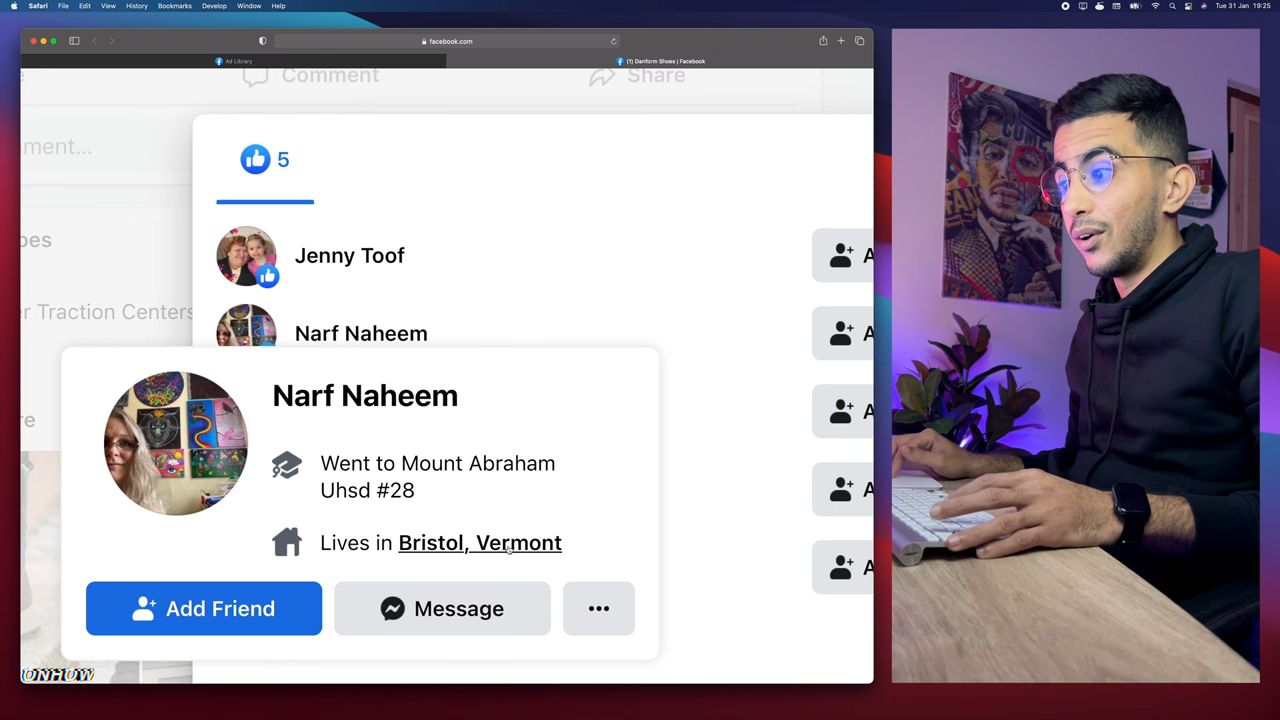 Safari File Edit View History Bookmarks Develop Window Help
Tue 31 Jan 19:25
facebook.com
Ad Library
(1) Danform Shoes | Facebook
Comment
Share
ment...
5
Jenny Toof
A
Narf Naheem
A
Narf Naheem
Went to Mount Abraham
Uhsd #28
Lives in Bristol, Vermont
Add Friend
Message
A
A
A
r Traction Centers
ONHOW